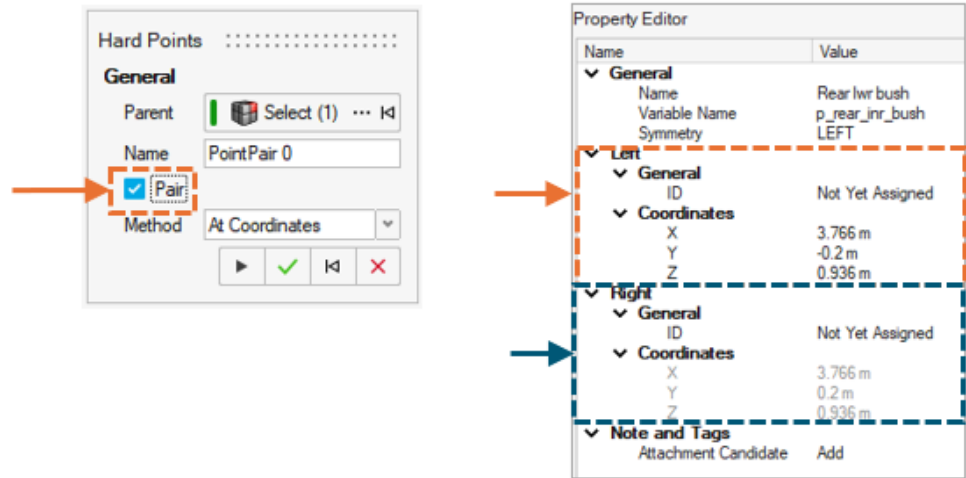 Hard Points
General
Parent Select (1) ...
Name PointPair 0
Pair
Method At Coordinates
Property Editor
Name Value
General
Name Rear lwr bush
Variable Name p_rear_inr_bush
Symmetry LEFT
Left
General
ID Not Yet Assigned
Coordinates
X 3.766 m
Y -0.2 m
Z 0.936 m
Right
General
ID Not Yet Assigned
Coordinates
X 3.766 m
Y 0.2 m
Z 0.936 m
Note and Tags
Attachment Candidate Add